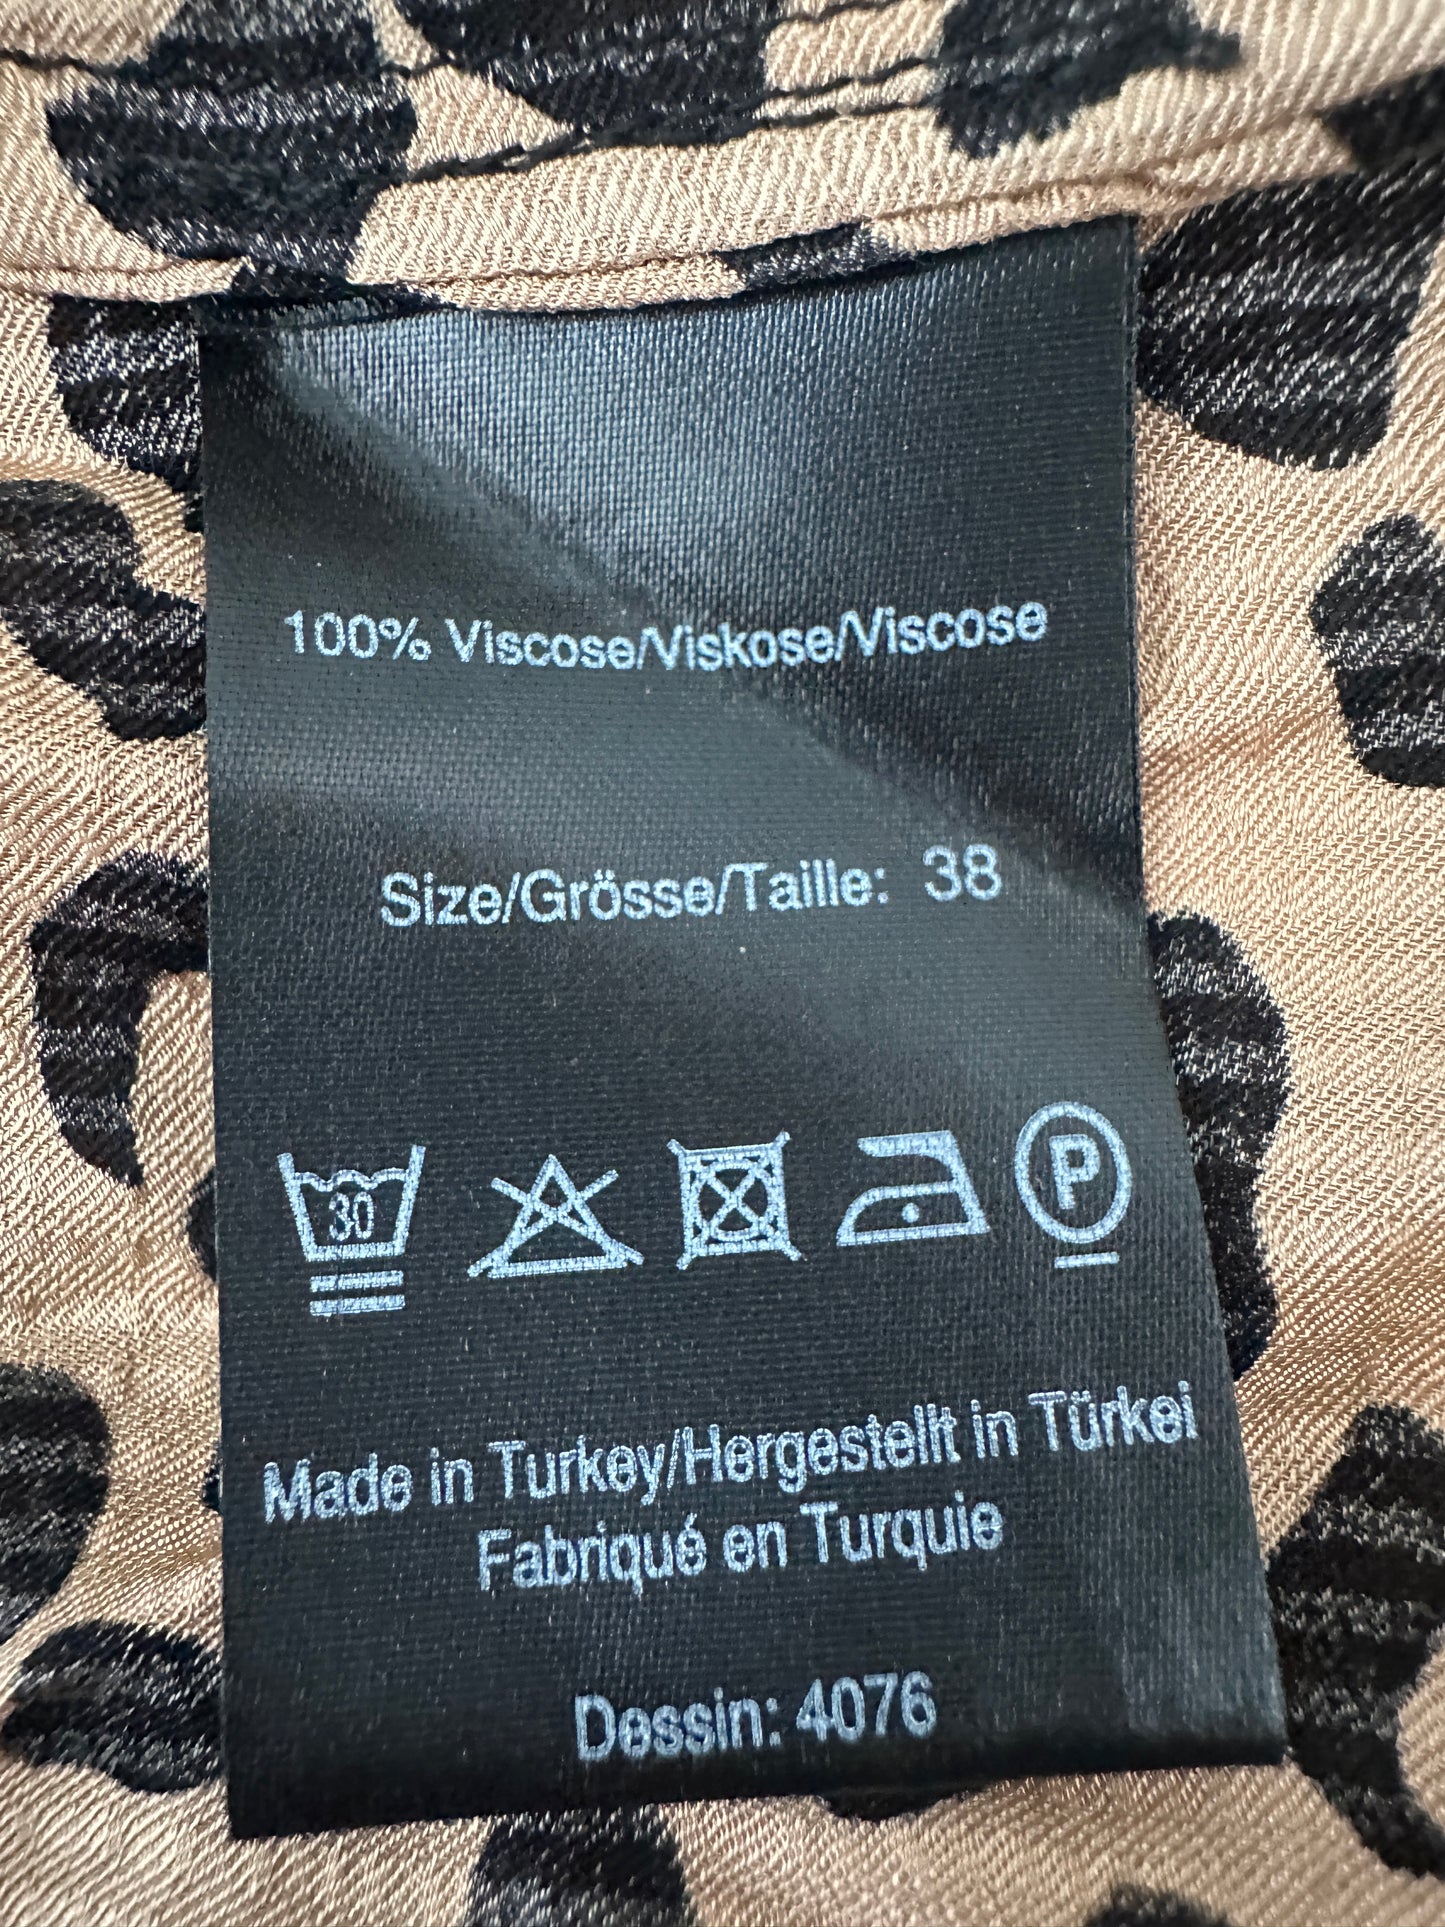 100% Viscose/Viskose/Viscose
Size/Grösse/Taille: 38
30
P
Made in Turkey/Hergestellt in Türkei
Fabriqué en Turquie
Dessin: 4076